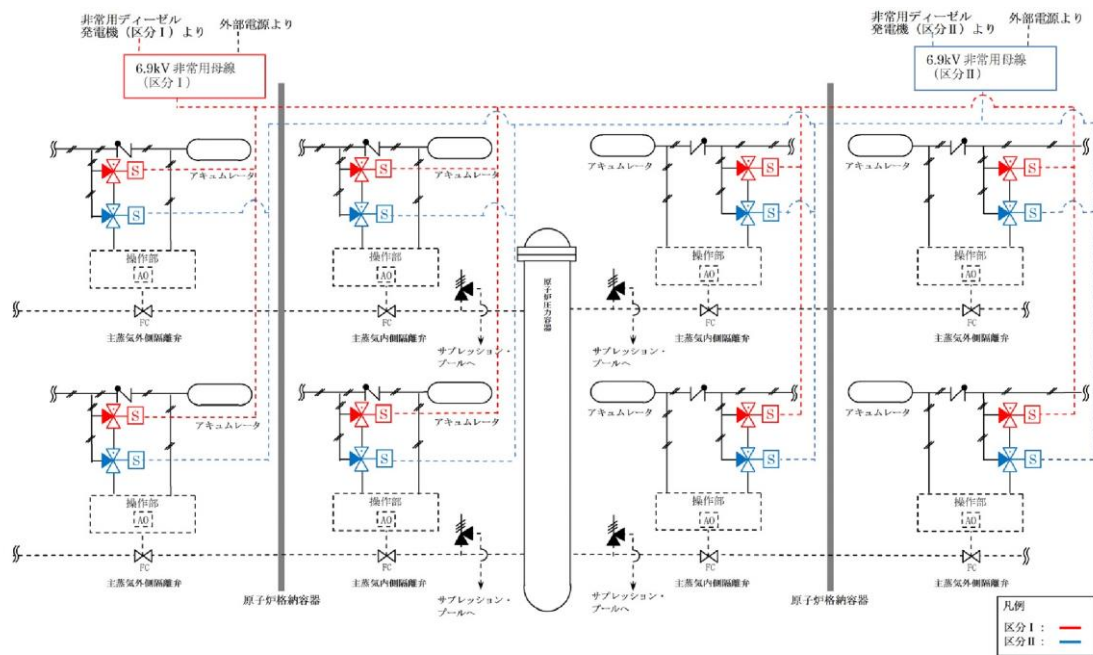 非常用ディーゼル
発電機（区分Ⅰ）より
外部電源より
6.9kV 非常用母線
（区分Ⅰ）
非常用ディーゼル
発電機（区分Ⅱ）より
外部電源より
6.9kV 非常用母線
（区分Ⅱ）
アキュムレータ
S
S
操作部
AO
FC
主蒸気外側隔離弁
アキュムレータ
S
S
操作部
AO
FC
主蒸気内側隔離弁
サプレッション・
プールへ
原子炉圧力容器
サプレッション・
プールへ
アキュムレータ
S
S
操作部
AO
FC
主蒸気内側隔離弁
アキュムレータ
S
S
操作部
AO
FC
主蒸気外側隔離弁
アキュムレータ
S
S
操作部
AO
FC
主蒸気外側隔離弁
アキュムレータ
S
S
操作部
AO
FC
主蒸気内側隔離弁
サプレッション・
プールへ
サプレッション・
プールへ
アキュムレータ
S
S
操作部
AO
FC
主蒸気内側隔離弁
アキュムレータ
S
S
操作部
AO
FC
主蒸気外側隔離弁
原子炉格納容器
原子炉格納容器
凡例
区分Ⅰ：
区分Ⅱ：